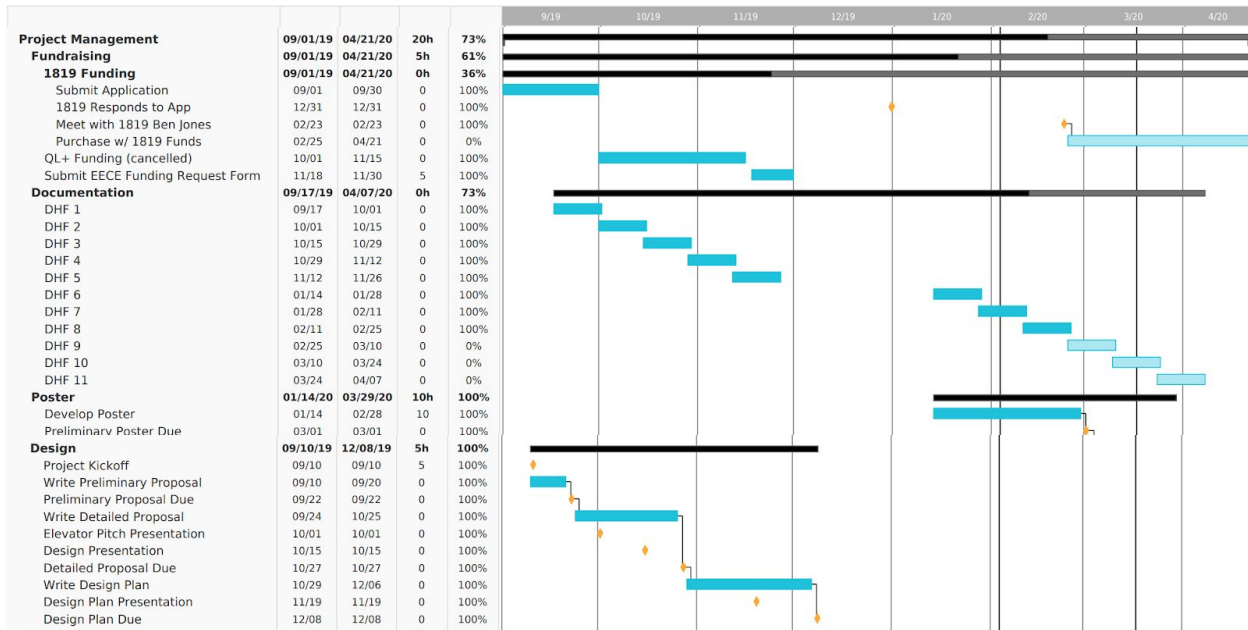 9/19 10/19 11/19 12/19 1/20 2/20 3/20 4/20
Project Management 09/01/19 04/21/20 20h 73%
Fundraising 09/01/19 04/21/20 5h 61%
1819 Funding 09/01/19 04/21/20 0h 36%
Submit Application 09/01 09/30 0 100%
1819 Responds to App 12/31 12/31 0 100%
Meet with 1819 Ben Jones 02/23 02/23 0 100%
Purchase w/ 1819 Funds 02/25 04/21 0 0%
QL+ Funding (cancelled) 10/01 11/15 0 100%
Submit EECE Funding Request Form 11/18 11/30 5 100%
Documentation 09/17/19 04/07/20 0h 73%
DHF 1 09/17 10/01 0 100%
DHF 2 10/01 10/15 0 100%
DHF 3 10/15 10/29 0 100%
DHF 4 10/29 11/12 0 100%
DHF 5 11/12 11/26 0 100%
DHF 6 01/14 01/28 0 100%
DHF 7 01/28 02/11 0 100%
DHF 8 02/11 02/25 0 100%
DHF 9 02/25 03/10 0 0%
DHF 10 03/10 03/24 0 0%
DHF 11 03/24 04/07 0 0%
Poster 01/14/20 03/29/20 10h 100%
Develop Poster 01/14 02/28 10 100%
Preliminary Poster Due 03/01 03/01 0 100%
Design 09/10/19 12/08/19 5h 100%
Project Kickoff 09/10 09/10 5 100%
Write Preliminary Proposal 09/10 09/20 0 100%
Preliminary Proposal Due 09/22 09/22 0 100%
Write Detailed Proposal 09/24 10/25 0 100%
Elevator Pitch Presentation 10/01 10/01 0 100%
Design Presentation 10/15 10/15 0 100%
Detailed Proposal Due 10/27 10/27 0 100%
Write Design Plan 10/29 12/06 0 100%
Design Plan Presentation 11/19 11/19 0 100%
Design Plan Due 12/08 12/08 0 100%